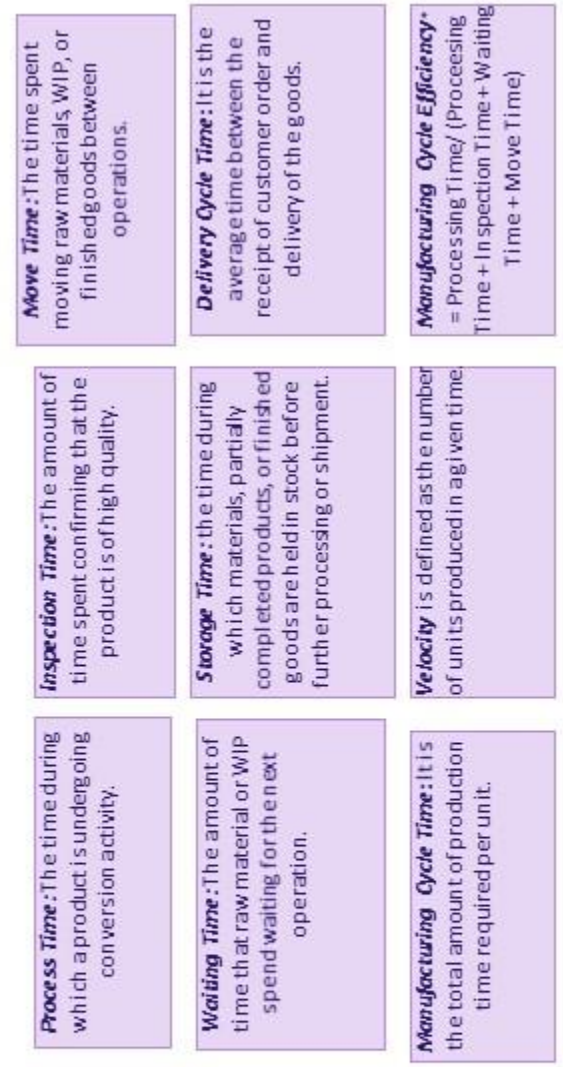 Process Time: The time during
which a product is undergoing
conversion activity.
Inspection Time: The amount of
time spent confirming that the
product is of high quality.
Move Time: The time spent
moving raw materials, WIP, or
finished goods between
operations.
Waiting Time: The amount of
time that raw material or WIP
spend waiting for the next
operation.
Storage Time: the time during
which materials, partially
completed products, or finished
goods are held in stock before
further processing or shipment.
Delivery Cycle Time: It is the
average time between the
receipt of customer order and
delivery of the goods.
Manufacturing Cycle Time: It is
the total amount of production
time required per unit.
Velocity is defined as the number
of units produced in a given time.
Manufacturing Cycle Efficiency*
= Processing Time/ (Proceesing
Time + Inspection Time + Waiting
Time + Move Time)